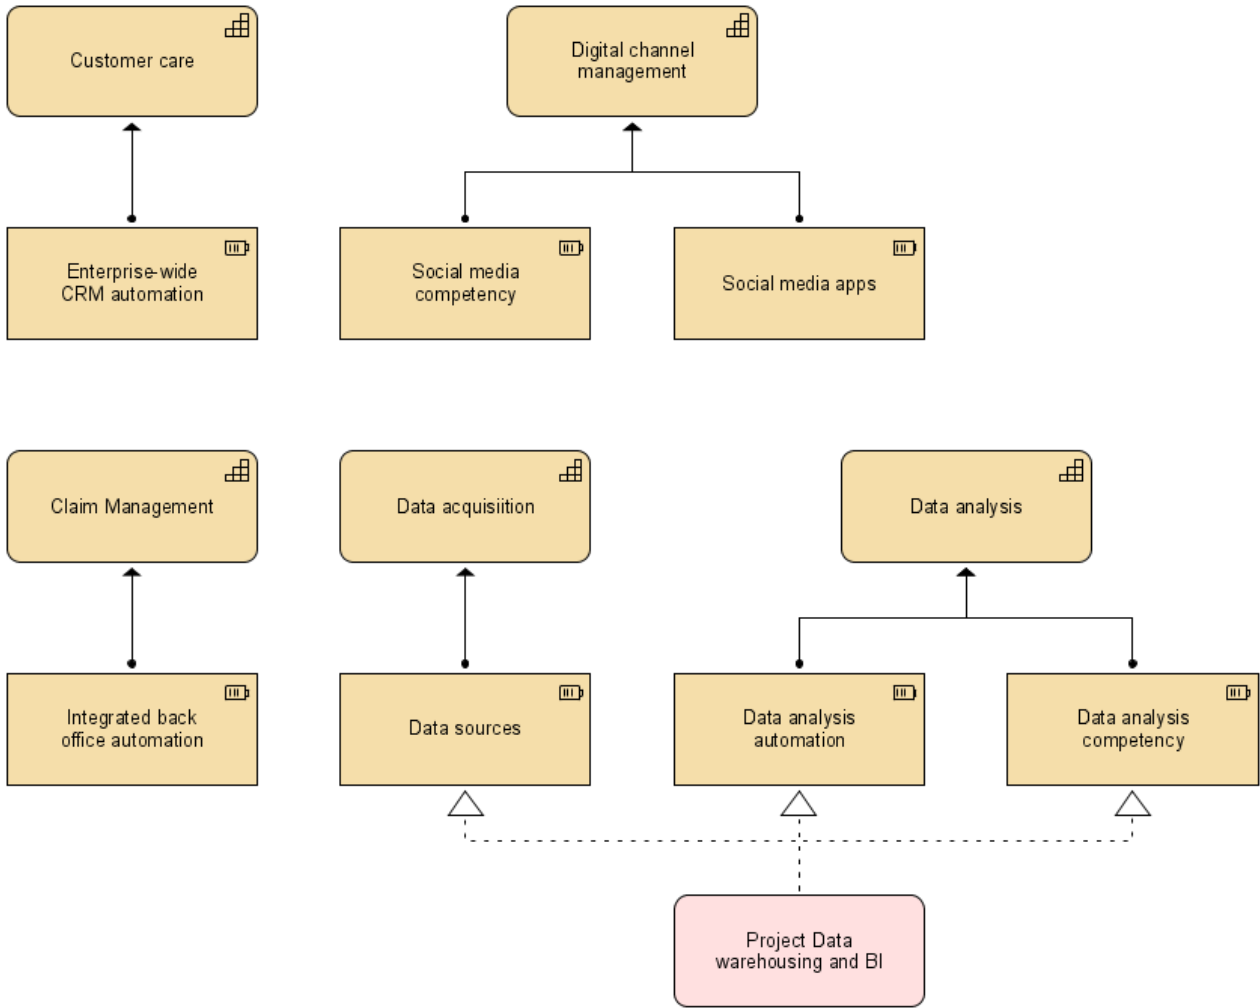 Customer care
Digital channel
management
Enterprise-wide
CRM automation
Social media
competency
Social media apps
Claim Management
Data acquisiition
Data analysis
Integrated back
office automation
Data sources
Data analysis
automation
Data analysis
competency
Project Data
warehousing and BI